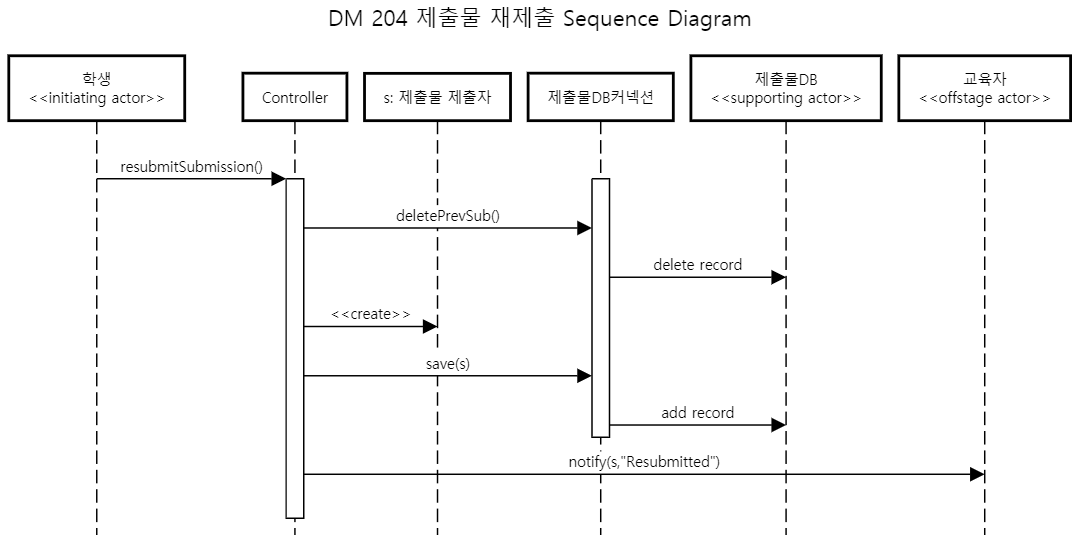 DM 204 제출물 재제출 Sequence Diagram
학생
<<initiating actor>>
Controller
s: 제출물 제출자
제출물DB커넥션
제출물DB
<<supporting actor>>
교육자
<<offstage actor>>
resubmitSubmission()
deletePrevSub()
delete record
<<create>>
save(s)
add record
notify(s,"Resubmitted")